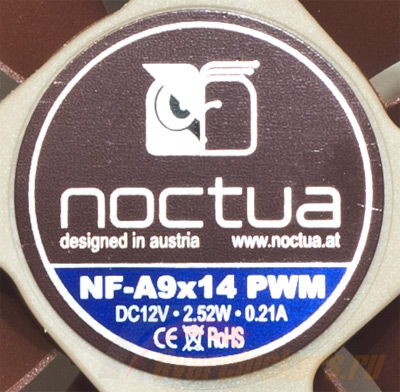 noctua
designed in austria www.noctua.at
NF-A9x14 PWM
DC12V • 2.52W • 0.21A
CE RoHS